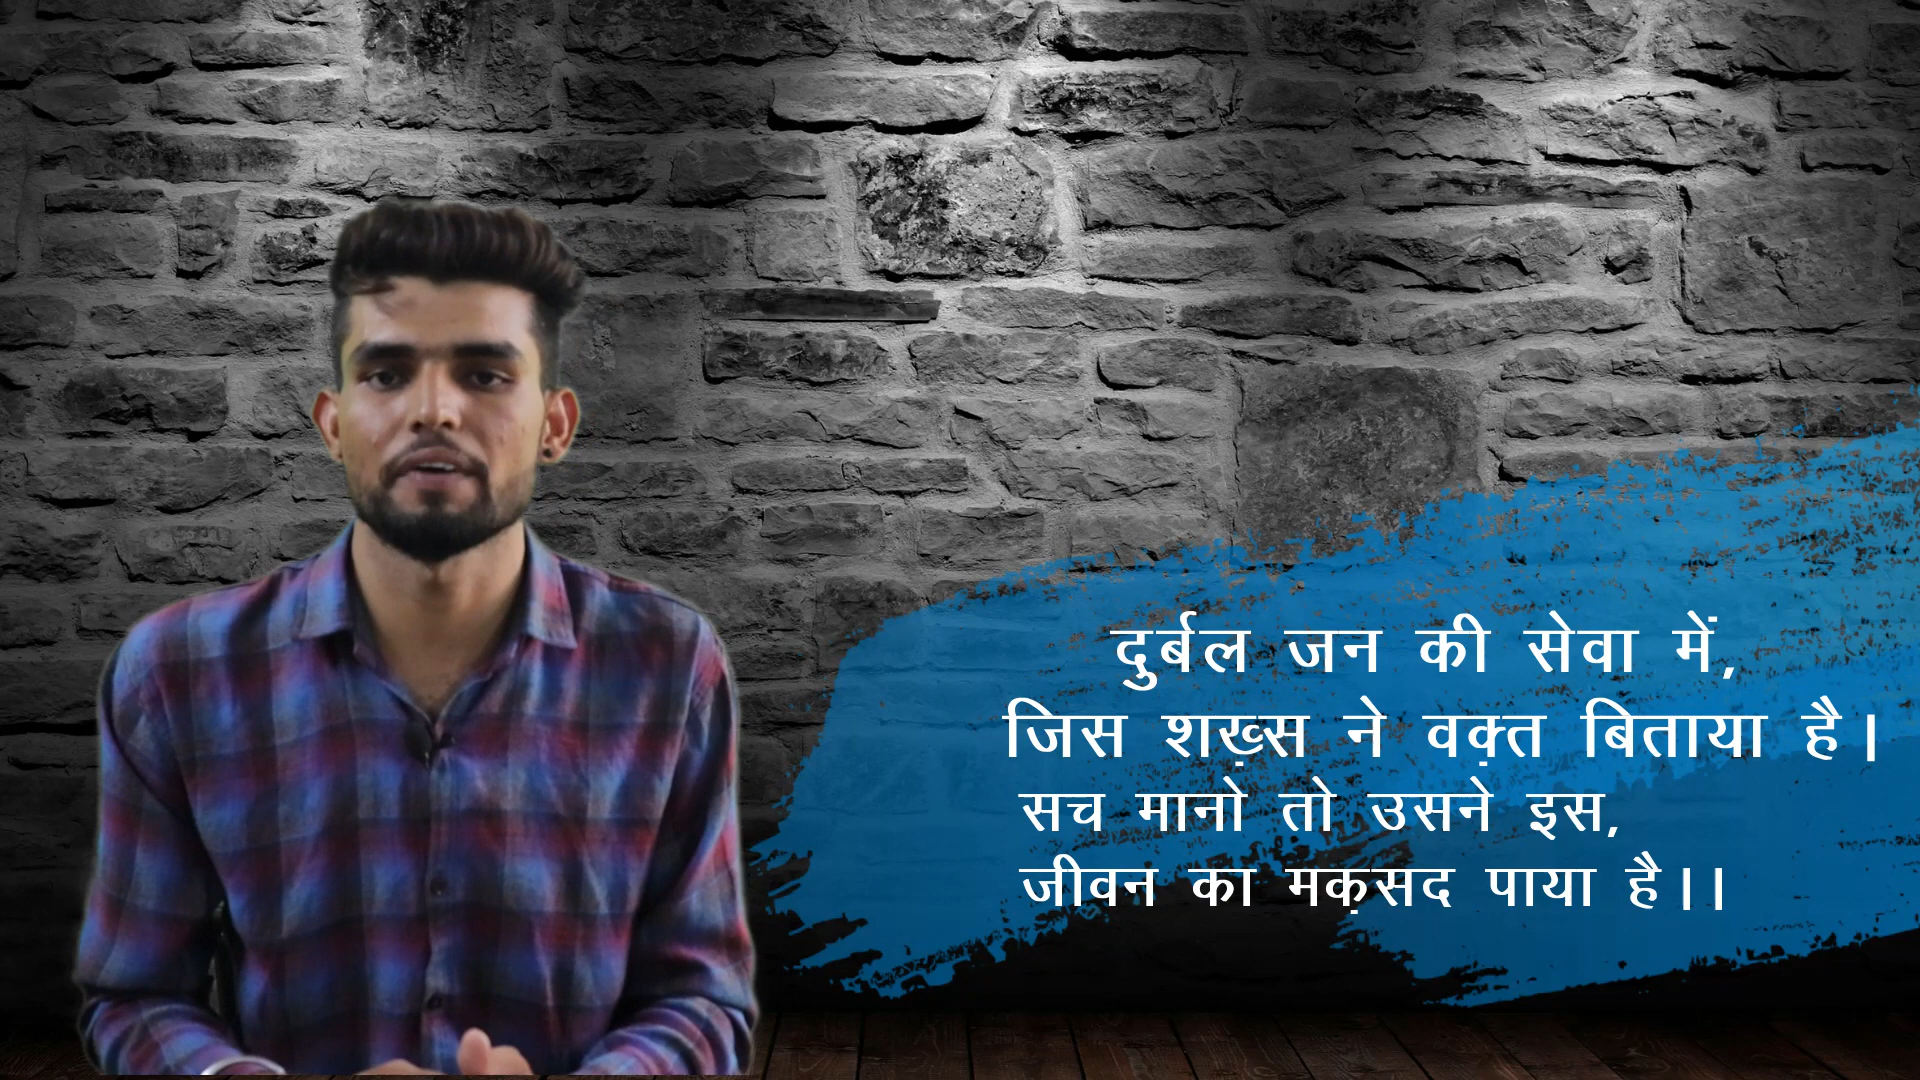 दुर्बल जन की सेवा में,
जिस शख़्स ने वक़्त बिताया है।
सच मानो तो उसने इस,
जीवन का मक़सद पाया है।।